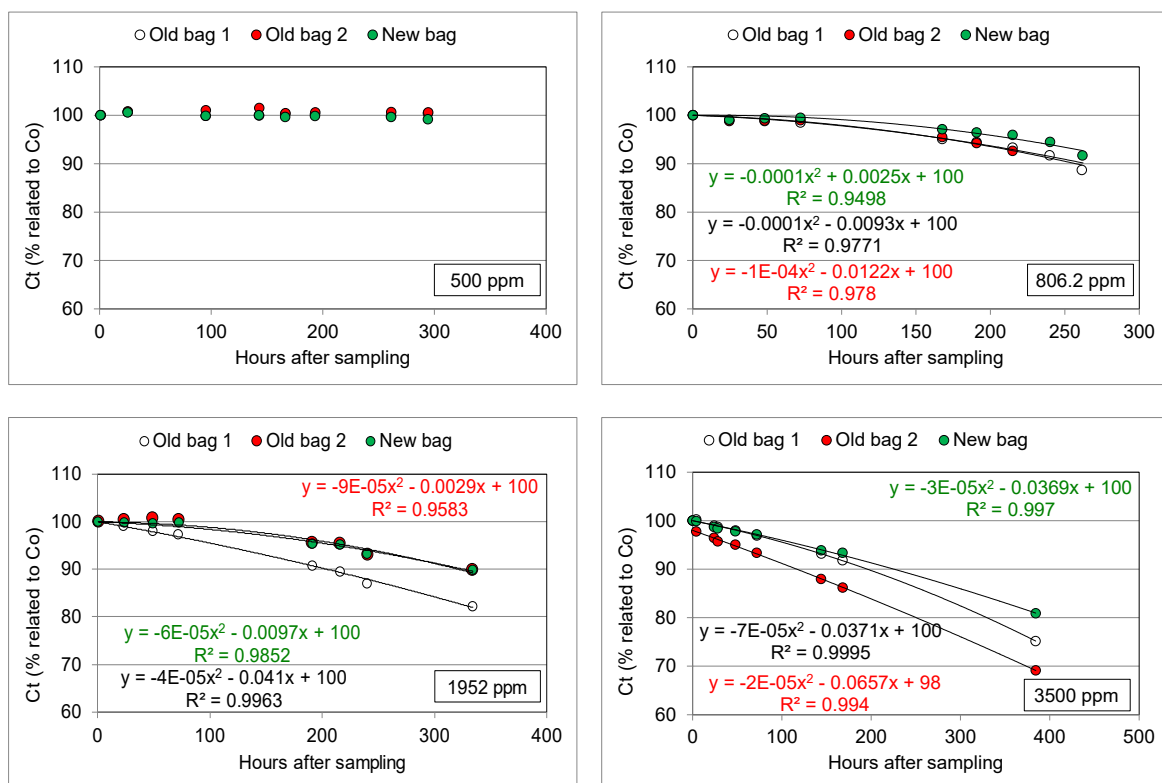 Old bag 1 Old bag 2 New bag
Ct (% related to Co)
110
100
90
80
70
60
500 ppm
0 100 200 300 400
Hours after sampling
Old bag 1 Old bag 2 New bag
Ct (% related to Co)
110
100
90
y = -0.0001x² + 0.0025x + 100
R² = 0.9498
80
y = -0.0001x² - 0.0093x + 100
R² = 0.9771
70
y = -1E-04x² - 0.0122x + 100
R² = 0.978
806.2 ppm
60
0 50 100 150 200 250 300
Hours after sampling
Old bag 1 Old bag 2 New bag
Ct (% related to Co)
110
y = -9E-05x² - 0.0029x + 100
R² = 0.9583
100
90
80
y = -6E-05x² - 0.0097x + 100
R² = 0.9852
70
y = -4E-05x² - 0.041x + 100
R² = 0.9963
1952 ppm
60
0 100 200 300 400
Hours after sampling
Old bag 1 Old bag 2 New bag
Ct (% related to Co)
110
y = -3E-05x² - 0.0369x + 100
R² = 0.997
100
90
80
y = -7E-05x² - 0.0371x + 100
R² = 0.9995
70
y = -2E-05x² - 0.0657x + 98
R² = 0.994
3500 ppm
60
0 100 200 300 400 500
Hours after sampling